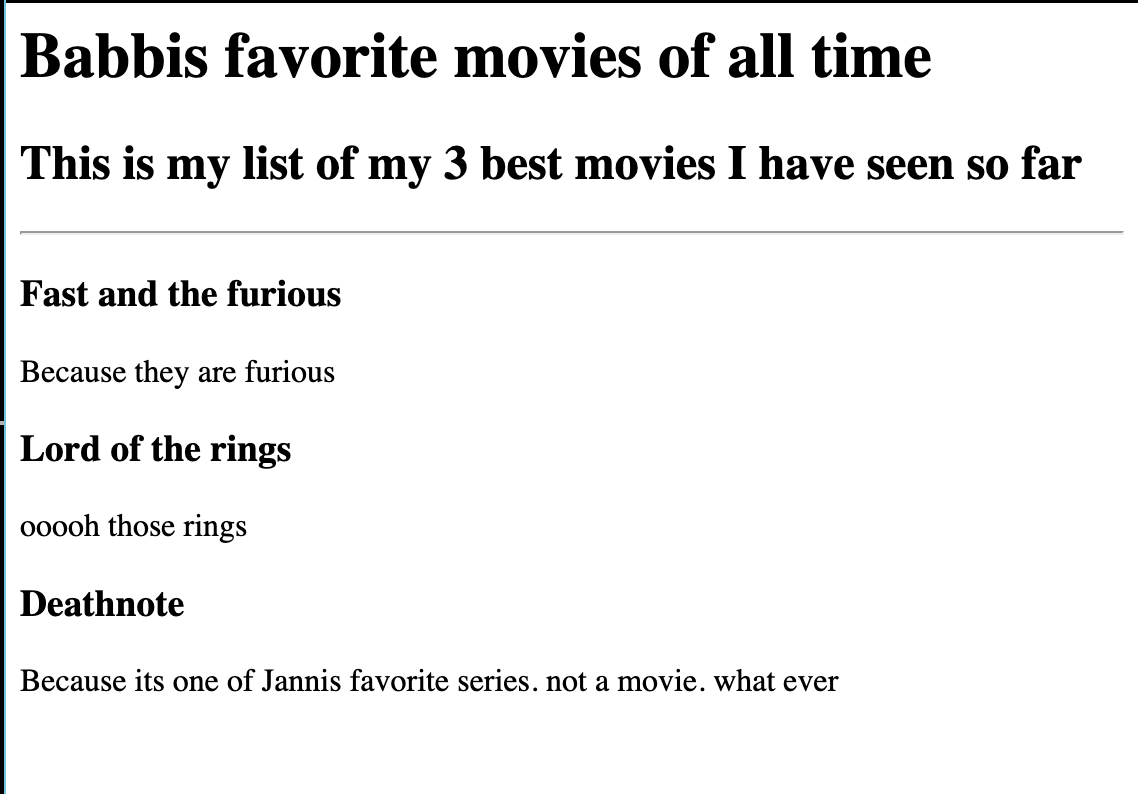 Babbis favorite movies of all time
This is my list of my 3 best movies I have seen so far
Fast and the furious
Because they are furious
Lord of the rings
ooooh those rings
Deathnote
Because its one of Jannis favorite series. not a movie. what ever